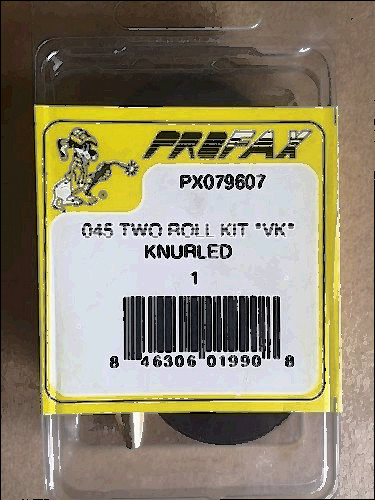 PROFAX
PX079607
.045 TWO ROLL KIT "VK"
KNURLED
1
8 46306 01990 8